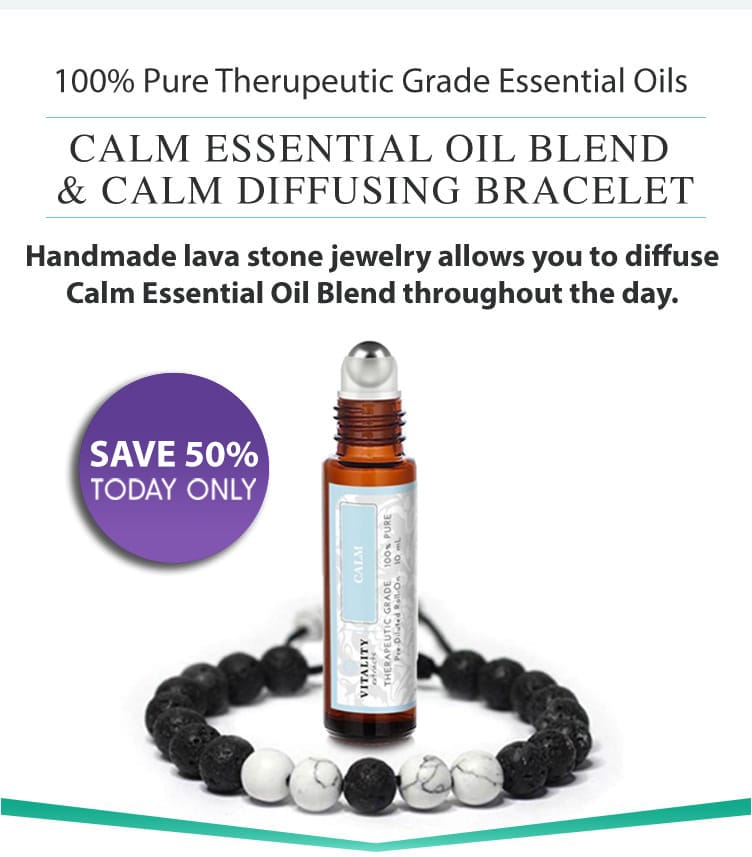 100% Pure Therupeutic Grade Essential Oils
CALM ESSENTIAL OIL BLEND
& CALM DIFFUSING BRACELET
Handmade lava stone jewelry allows you to diffuse
Calm Essential Oil Blend throughout the day.
SAVE 50%
TODAY ONLY
CALM
VITALITY
extracts
THERAPEUTIC GRADE 100% PURE
Pre-Diluted Roll-On 10 mL